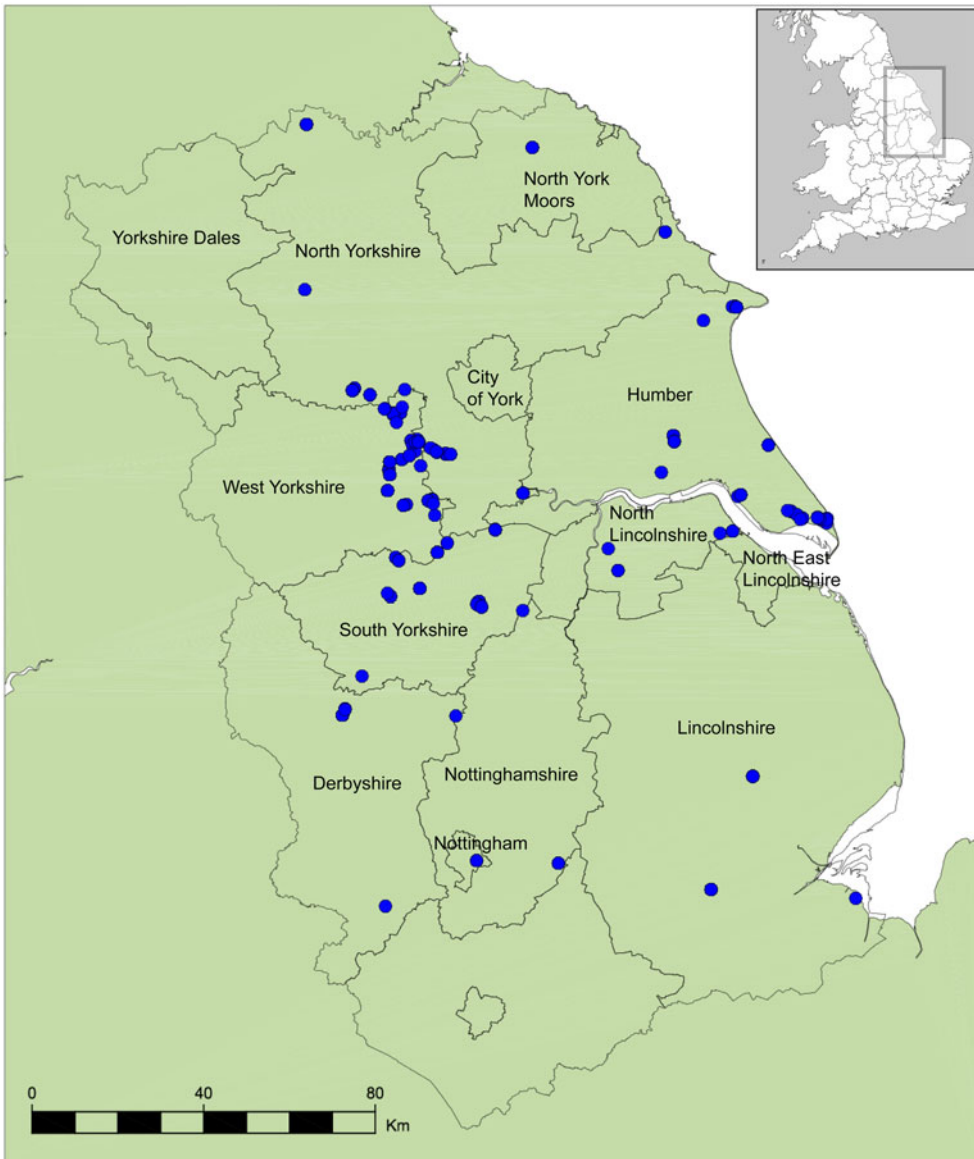 North York
Moors
Yorkshire Dales
North Yorkshire
City
of York
Humber
West Yorkshire
North
Lincolnshire
North East
Lincolnshire
South Yorkshire
Lincolnshire
Derbyshire
Nottinghamshire
Nottingham
0
40
80
Km